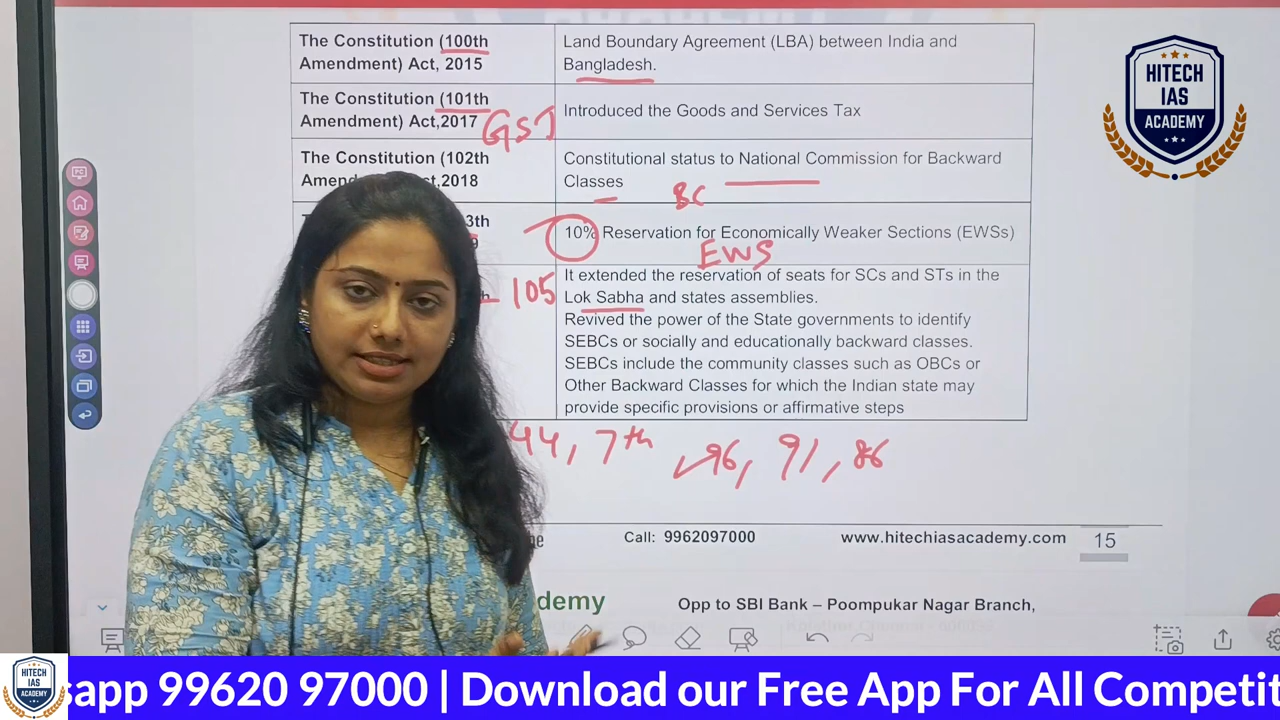 The Constitution (100th
Amendment) Act, 2015
Land Boundary Agreement (LBA) between India and
Bangladesh.
The Constitution (101th
Amendment) Act,2017
GST
Introduced the Goods and Services Tax
The Constitution (102th
Act,2018
Constitutional status to National Commission for Backward
Classes
BC
3th
9
10% Reservation for Economically Weaker Sections (EWSs)
EWS
105
It extended the reservation of seats for SCs and STs in the
Lok Sabha and states assemblies.
Revived the power of the State governments to identify
SEBCs or socially and educationally backward classes.
SEBCs include the community classes such as OBCs or
Other Backward Classes for which the Indian state may
provide specific provisions or affirmative steps
44, 7th, 96, 91, 86
Call: 9962097000
www.hitechiasacademy.com
15
demy
Opp to SBI Bank – Poompukar Nagar Branch,
HITECH
IAS
ACADEMY
HITECH
IAS
ACADEMY
sapp 99620 97000 | Download our Free App For All Competit